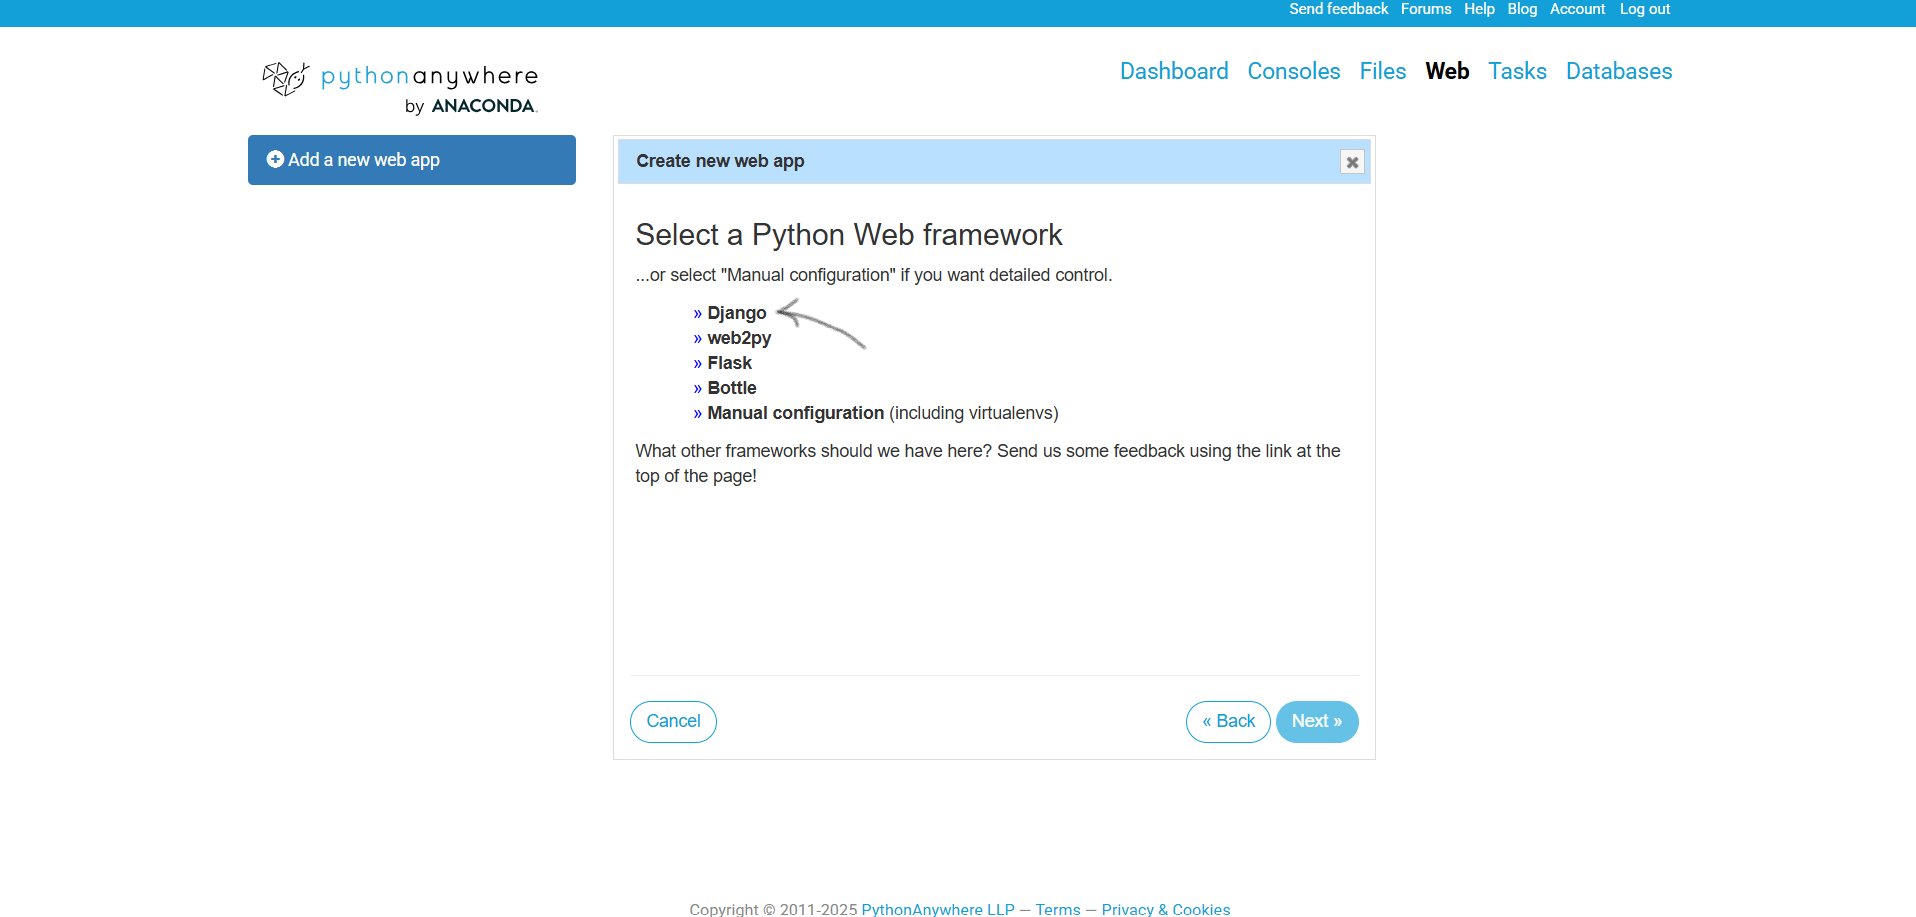 Send feedback Forums Help Blog Account Log out
pythonanywhere
by ANACONDA.
Dashboard Consoles Files Web Tasks Databases
Add a new web app
Create new web app
Select a Python Web framework
...or select "Manual configuration" if you want detailed control.
» Django
» web2py
» Flask
» Bottle
» Manual configuration (including virtualenvs)
What other frameworks should we have here? Send us some feedback using the link at the
top of the page!
Cancel
« Back Next »
Copyright © 2011-2025 PythonAnywhere LLP — Terms — Privacy & Cookies